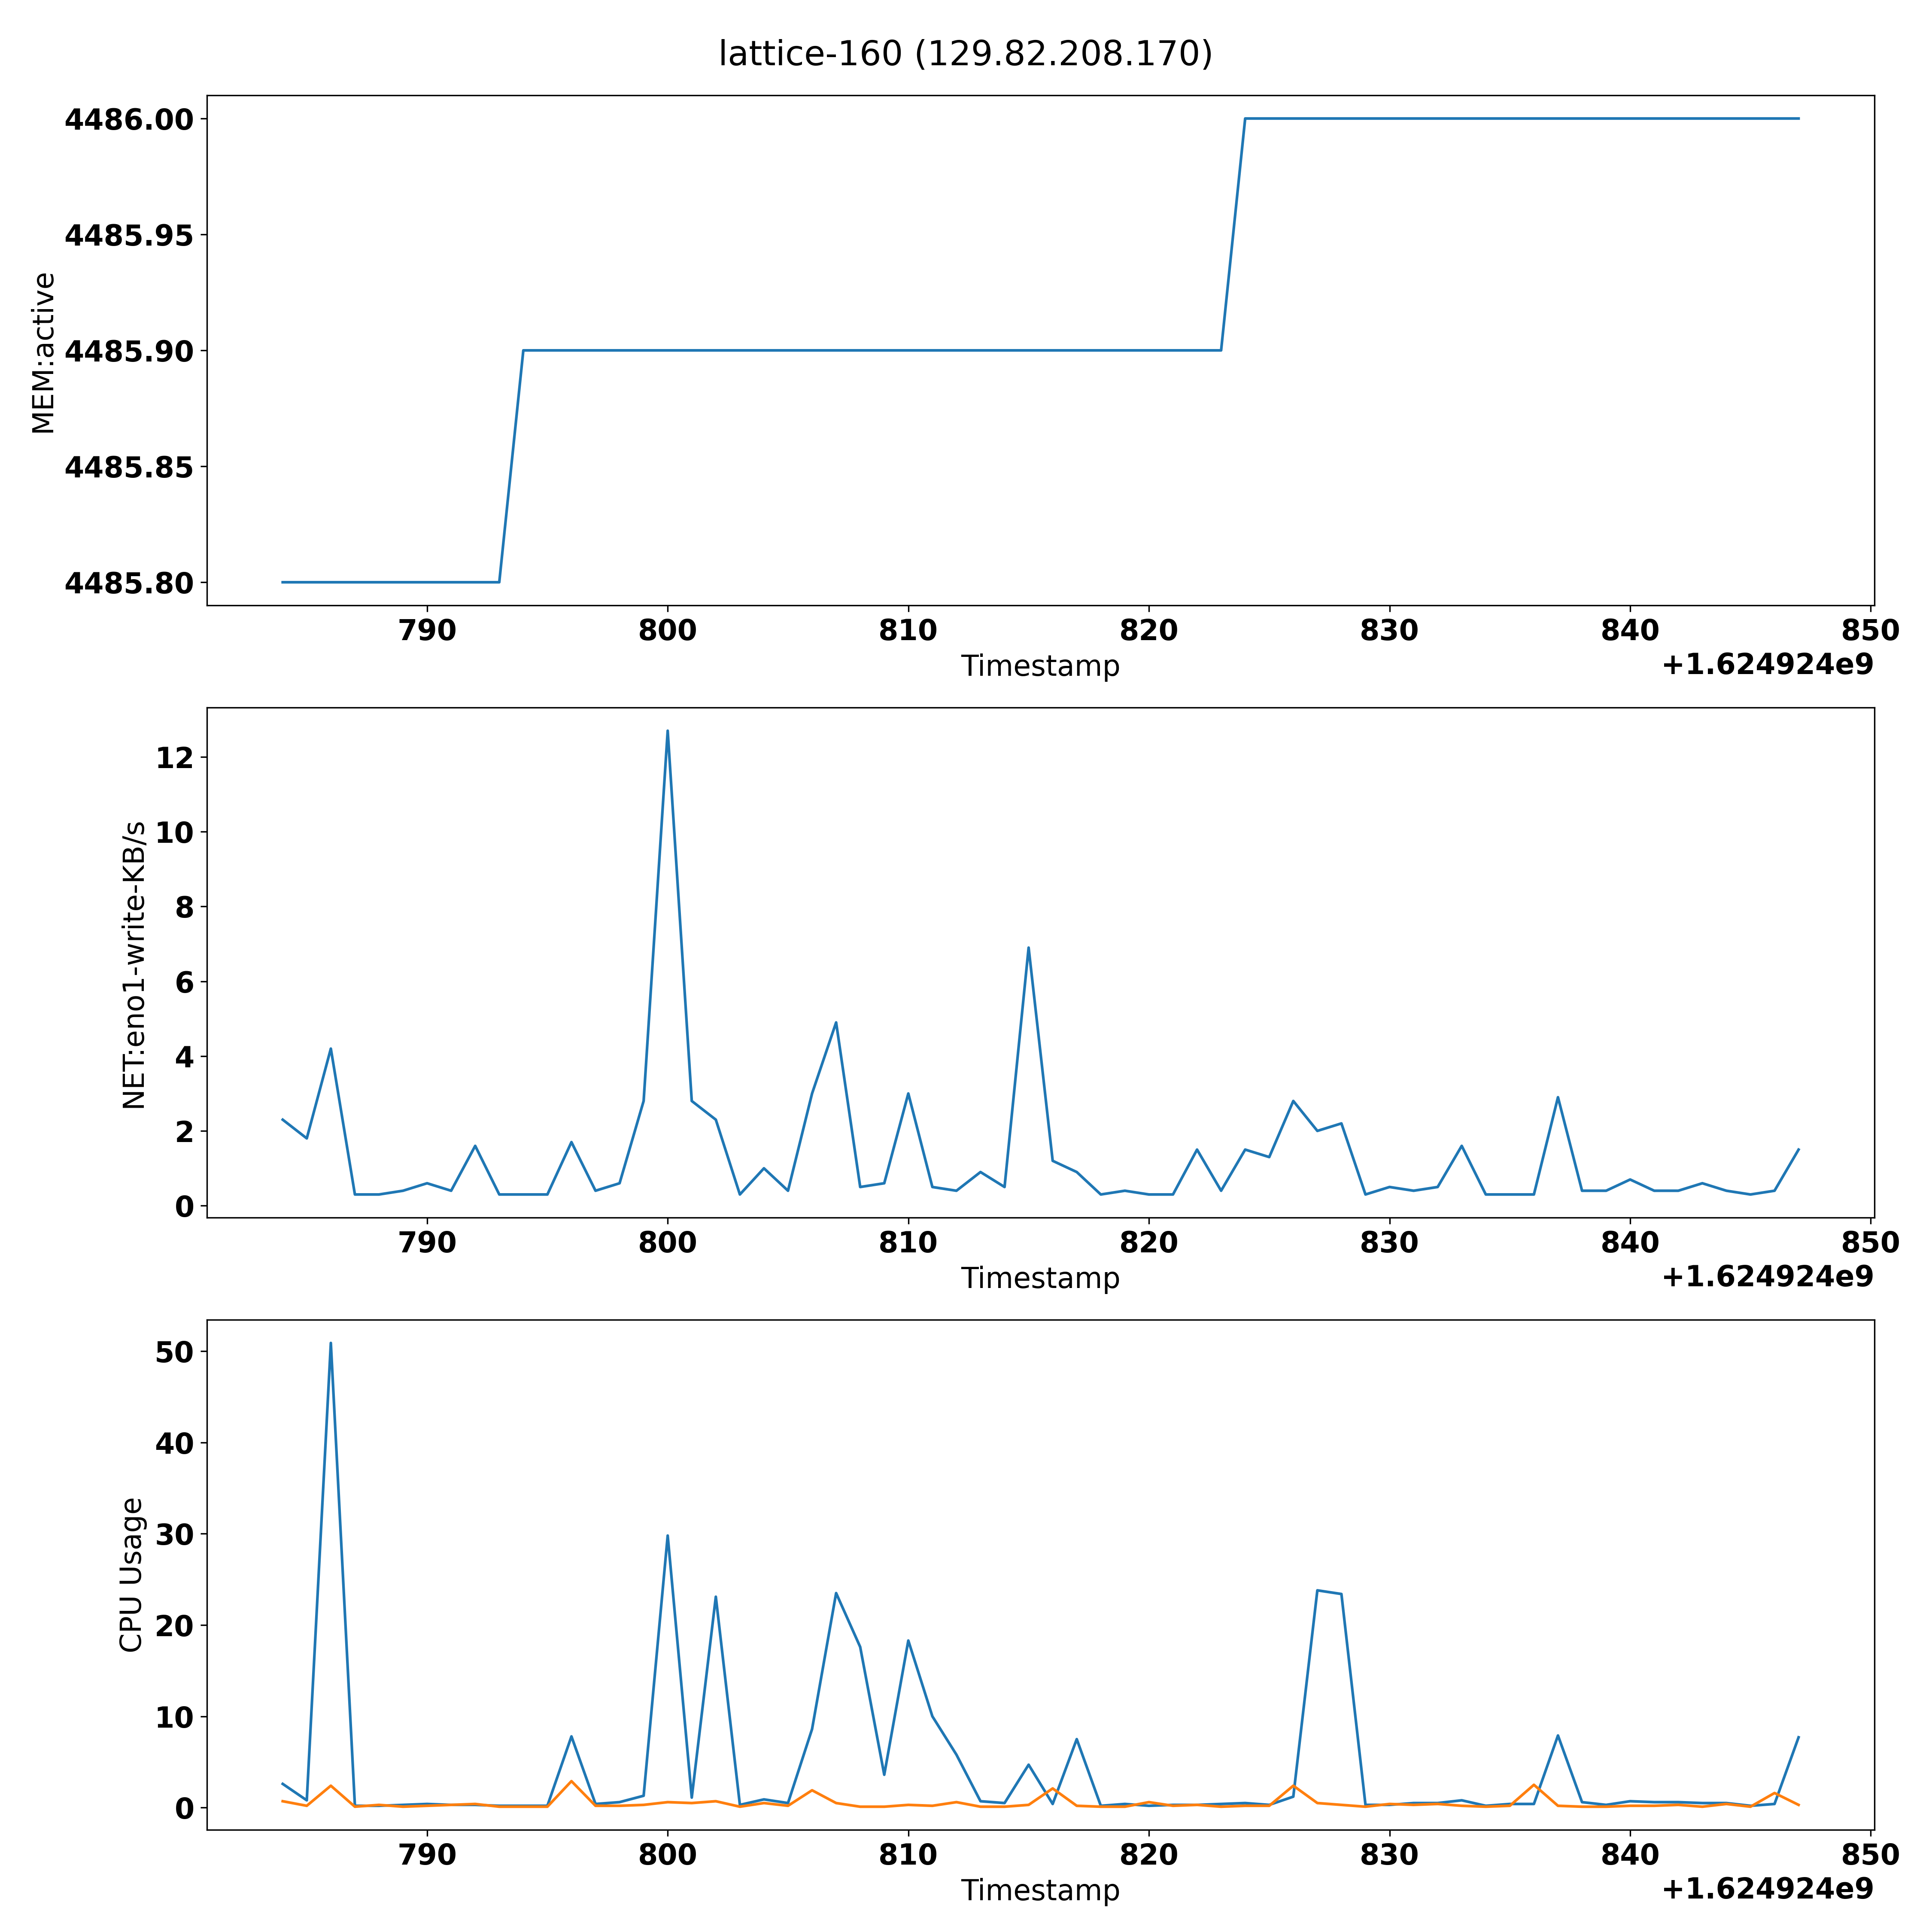 lattice-160 (129.82.208.170)
4486.00
4485.95
4485.90
4485.85
4485.80
MEM:active
790 800 810 820 830 840 850
Timestamp
+1.624924e9
12
10
8
6
4
2
0
NET:eno1-write-KB/s
790 800 810 820 830 840 850
Timestamp
+1.624924e9
50
40
30
20
10
0
CPU Usage
790 800 810 820 830 840 850
Timestamp
+1.624924e9